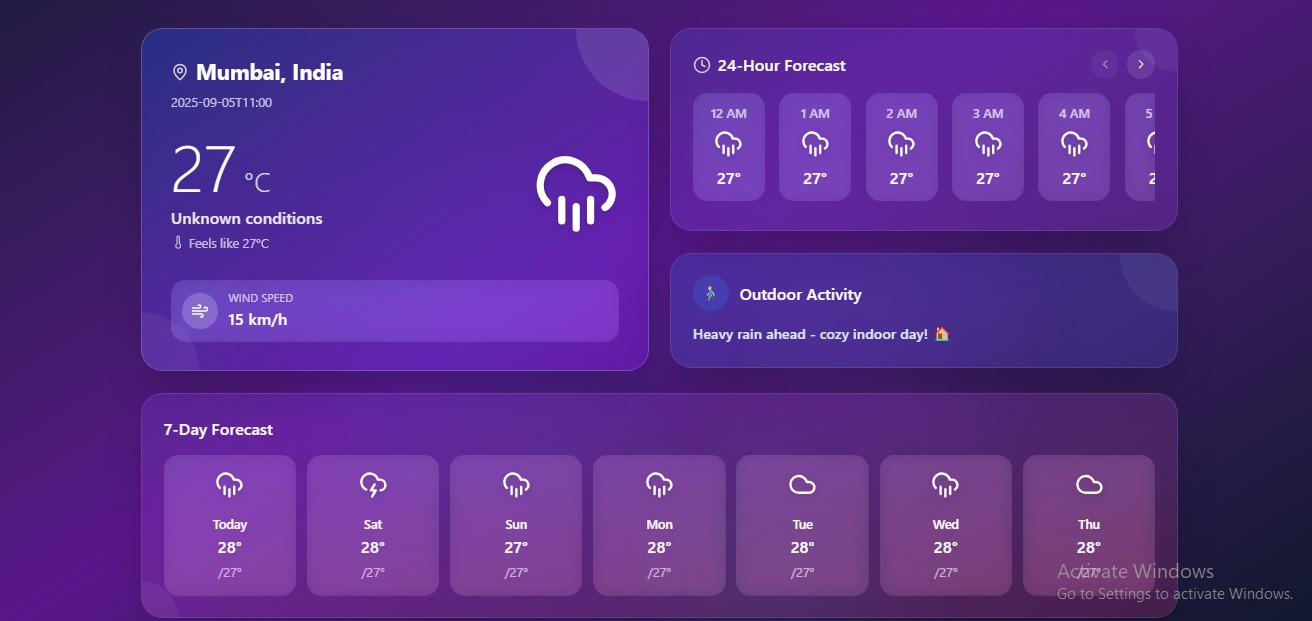 Mumbai, India
2025-09-05T11:00
27 °C
Unknown conditions
Feels like 27°C
WIND SPEED
15 km/h
24-Hour Forecast
12 AM 1 AM 2 AM 3 AM 4 AM 5
27° 27° 27° 27° 27° 2
Outdoor Activity
Heavy rain ahead - cozy indoor day! 🏠
7-Day Forecast
Today Sat Sun Mon Tue Wed Thu
28° 28° 27° 28° 28° 28° 28°
/27° /27° /27° /27° /27° /27° /27°
Activate Windows
Go to Settings to activate Windows.